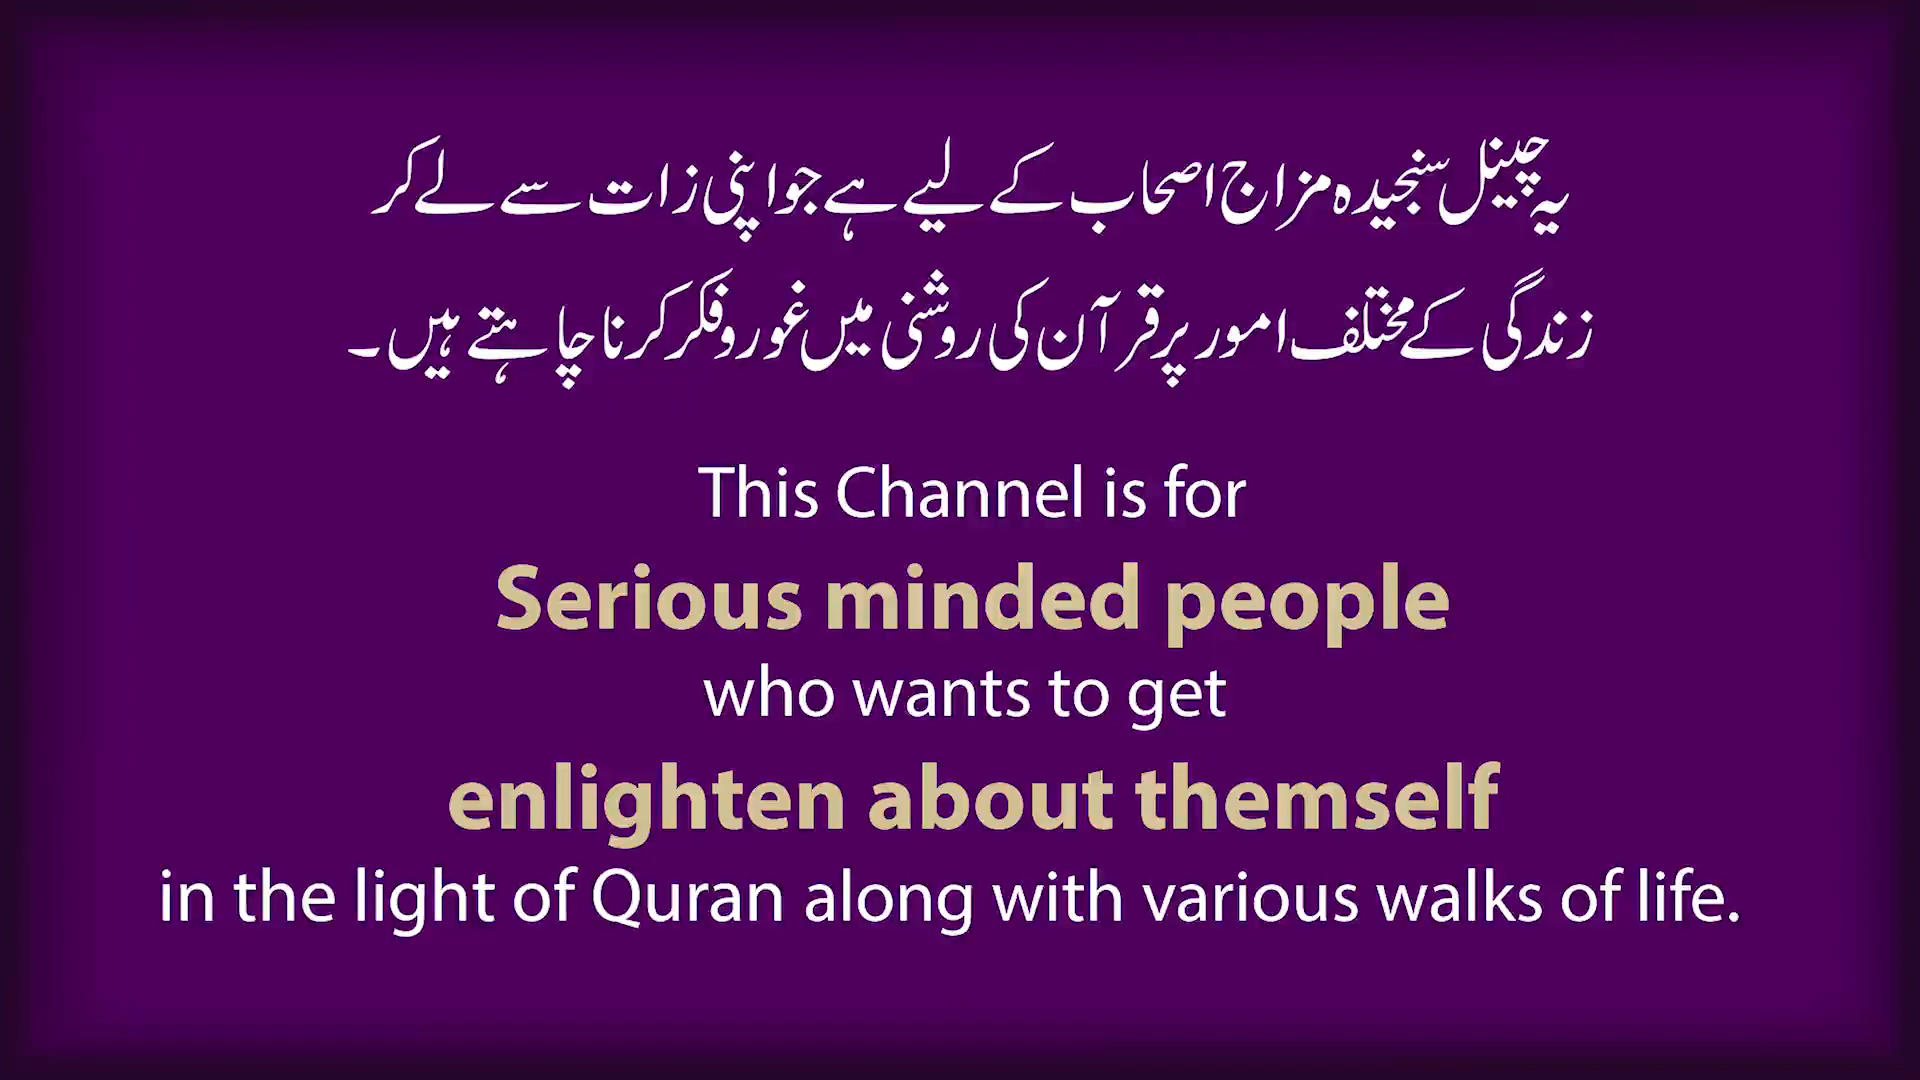 یہ چینل سنجیدہ مزاج اصحاب کے لیے ہے جو اپنی زات سے لے کر
زندگی کے مختلف امور پر قرآن کی روشنی میں غور و فکر کرنا چاہتے ہیں۔
This Channel is for
Serious minded people
who wants to get
enlighten about themself
in the light of Quran along with various walks of life.